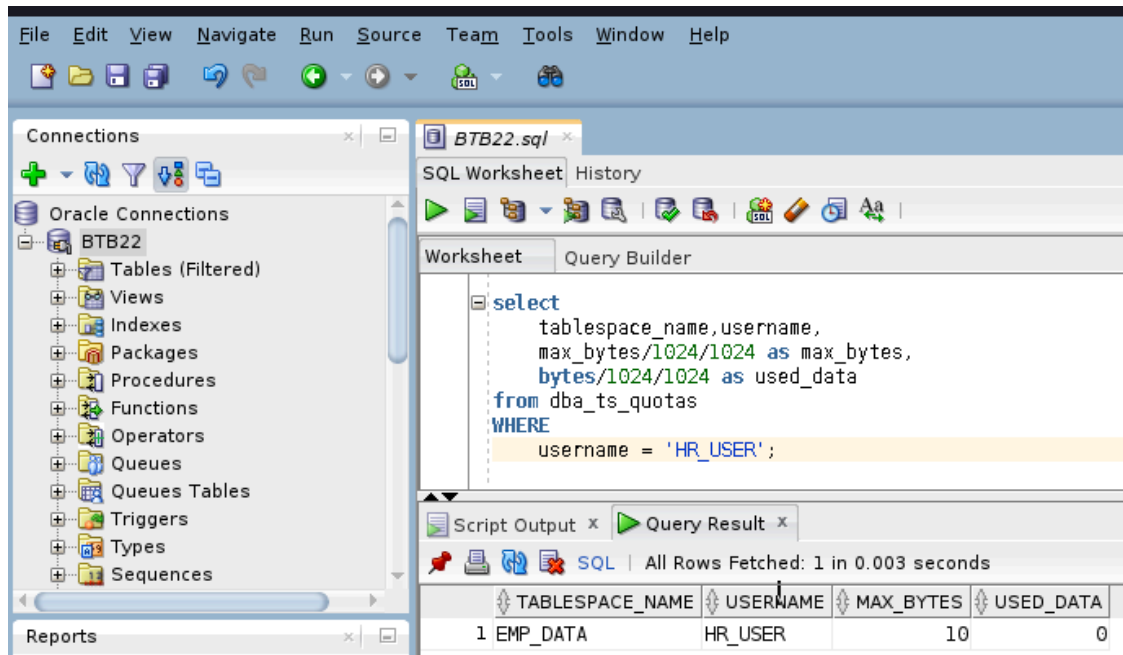 File Edit View Navigate Run Source Team Tools Window Help
Connections
Oracle Connections
BTB22
Tables (Filtered)
Views
Indexes
Packages
Procedures
Functions
Operators
Queues
Queues Tables
Triggers
Types
Sequences
Reports
BTB22.sql
SQL Worksheet History
Worksheet Query Builder
select
tablespace_name,username,
max_bytes/1024/1024 as max_bytes,
bytes/1024/1024 as used_data
from dba_ts_quotas
WHERE
username = 'HR_USER';
Script Output x Query Result x
SQL | All Rows Fetched: 1 in 0.003 seconds
TABLESPACE_NAME USERNAME MAX_BYTES USED_DATA
1 EMP_DATA HR_USER 10 0